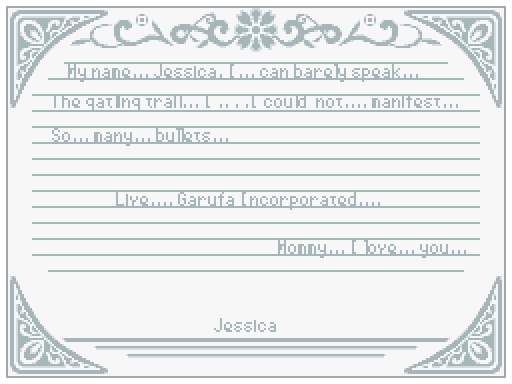 My name... Jessica. I... can barely speak...
The gating trail... I .. . .I could not.... manifest...
So... many... bullets...
Live.... Garufa Incorporated....
Mommy... I love... you...
Jessica